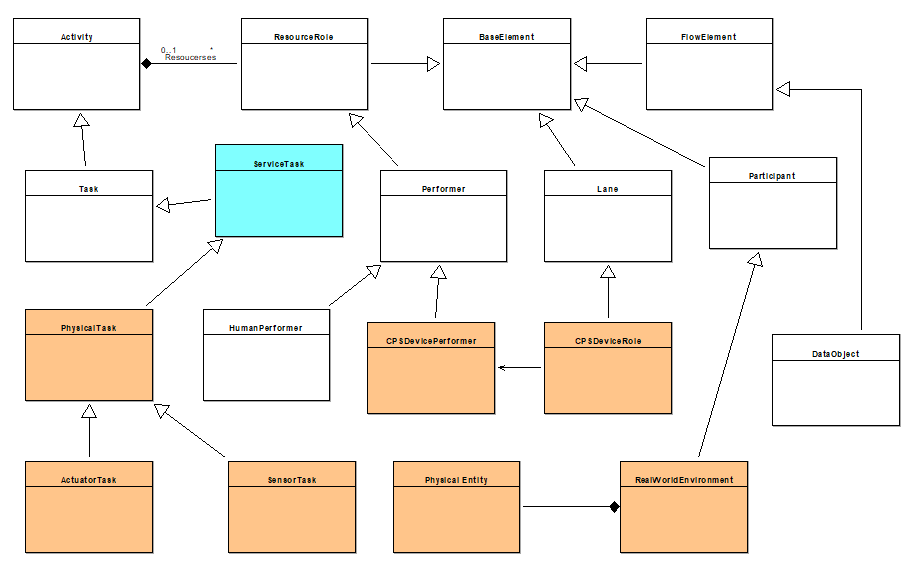 Activity
ResourceRole
BaseElement
FlowElement
0..1
*
Resoucerses
ServiceTask
Task
Performer
Lane
Participant
PhysicalTask
HumanPerformer
CPSDevicePerformer
CPSDeviceRole
DataObject
ActuatorTask
SensorTask
Physical Entity
RealWorldEnvironment